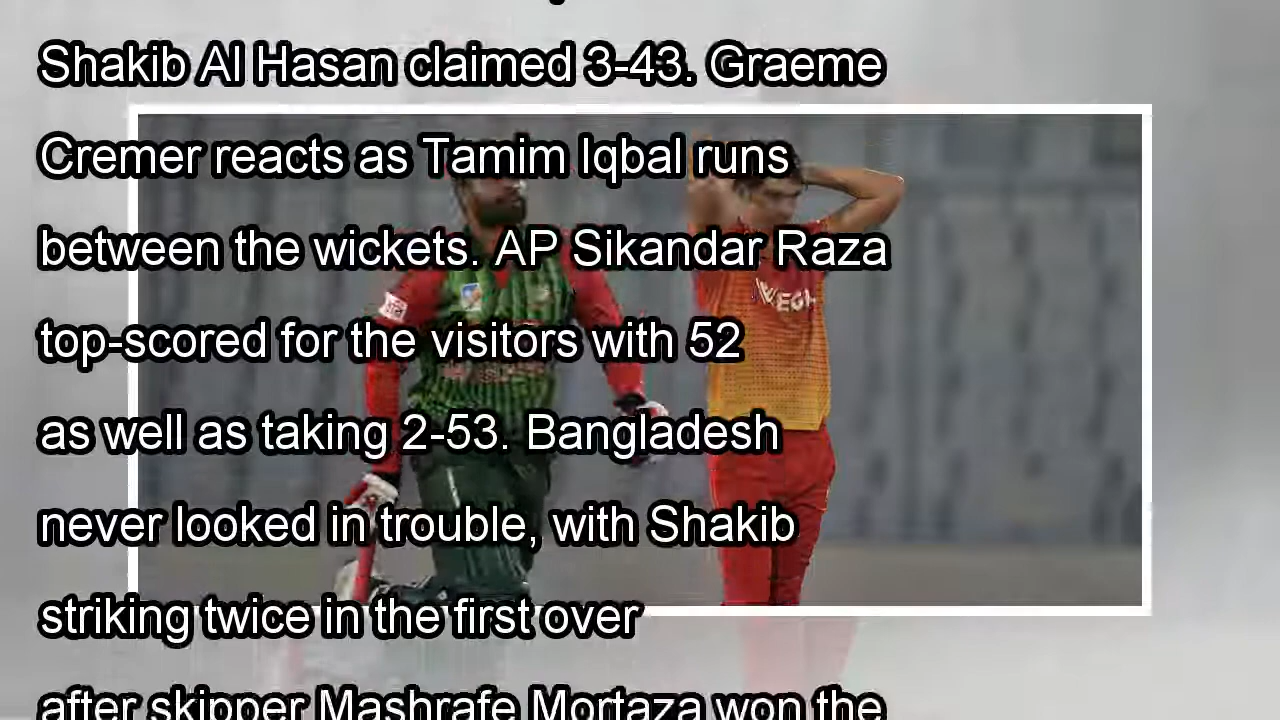 Shakib Al Hasan claimed 3-43. Graeme
Cremer reacts as Tamim Iqbal runs
between the wickets. AP Sikandar Raza
top-scored for the visitors with 52
as well as taking 2-53. Bangladesh
never looked in trouble, with Shakib
striking twice in the first over
after skipper Mashrafe Mortaza won the